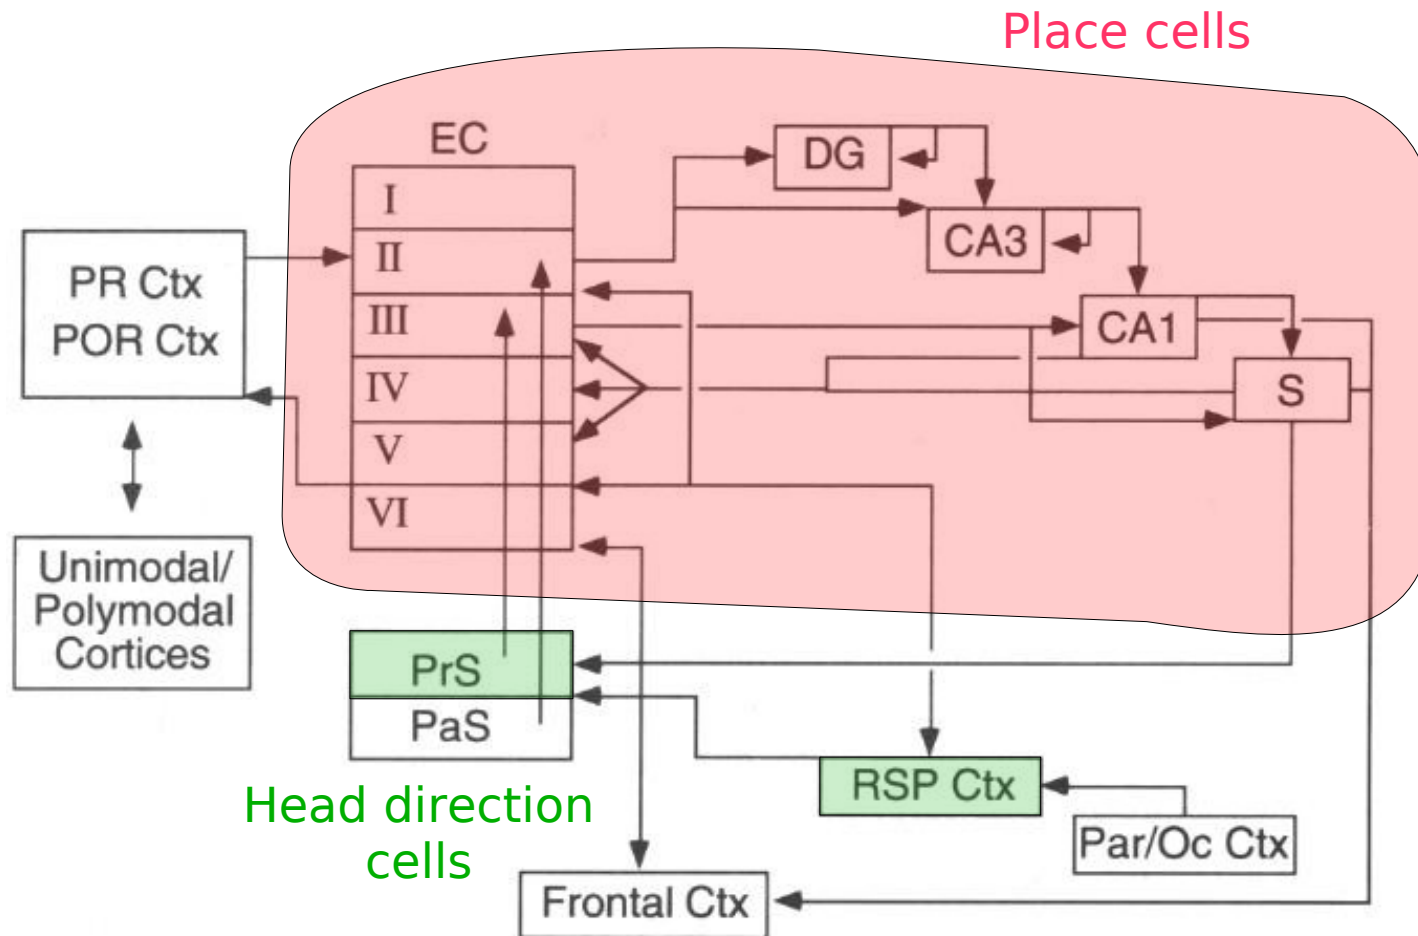 Place cells
EC
DG
I
CA3
II
PR Ctx
POR Ctx
III
CA1
IV
S
V
VI
Unimodal/
Polymodal
Cortices
PrS
PaS
RSP Ctx
Head direction
cells
Par/Oc Ctx
Frontal Ctx